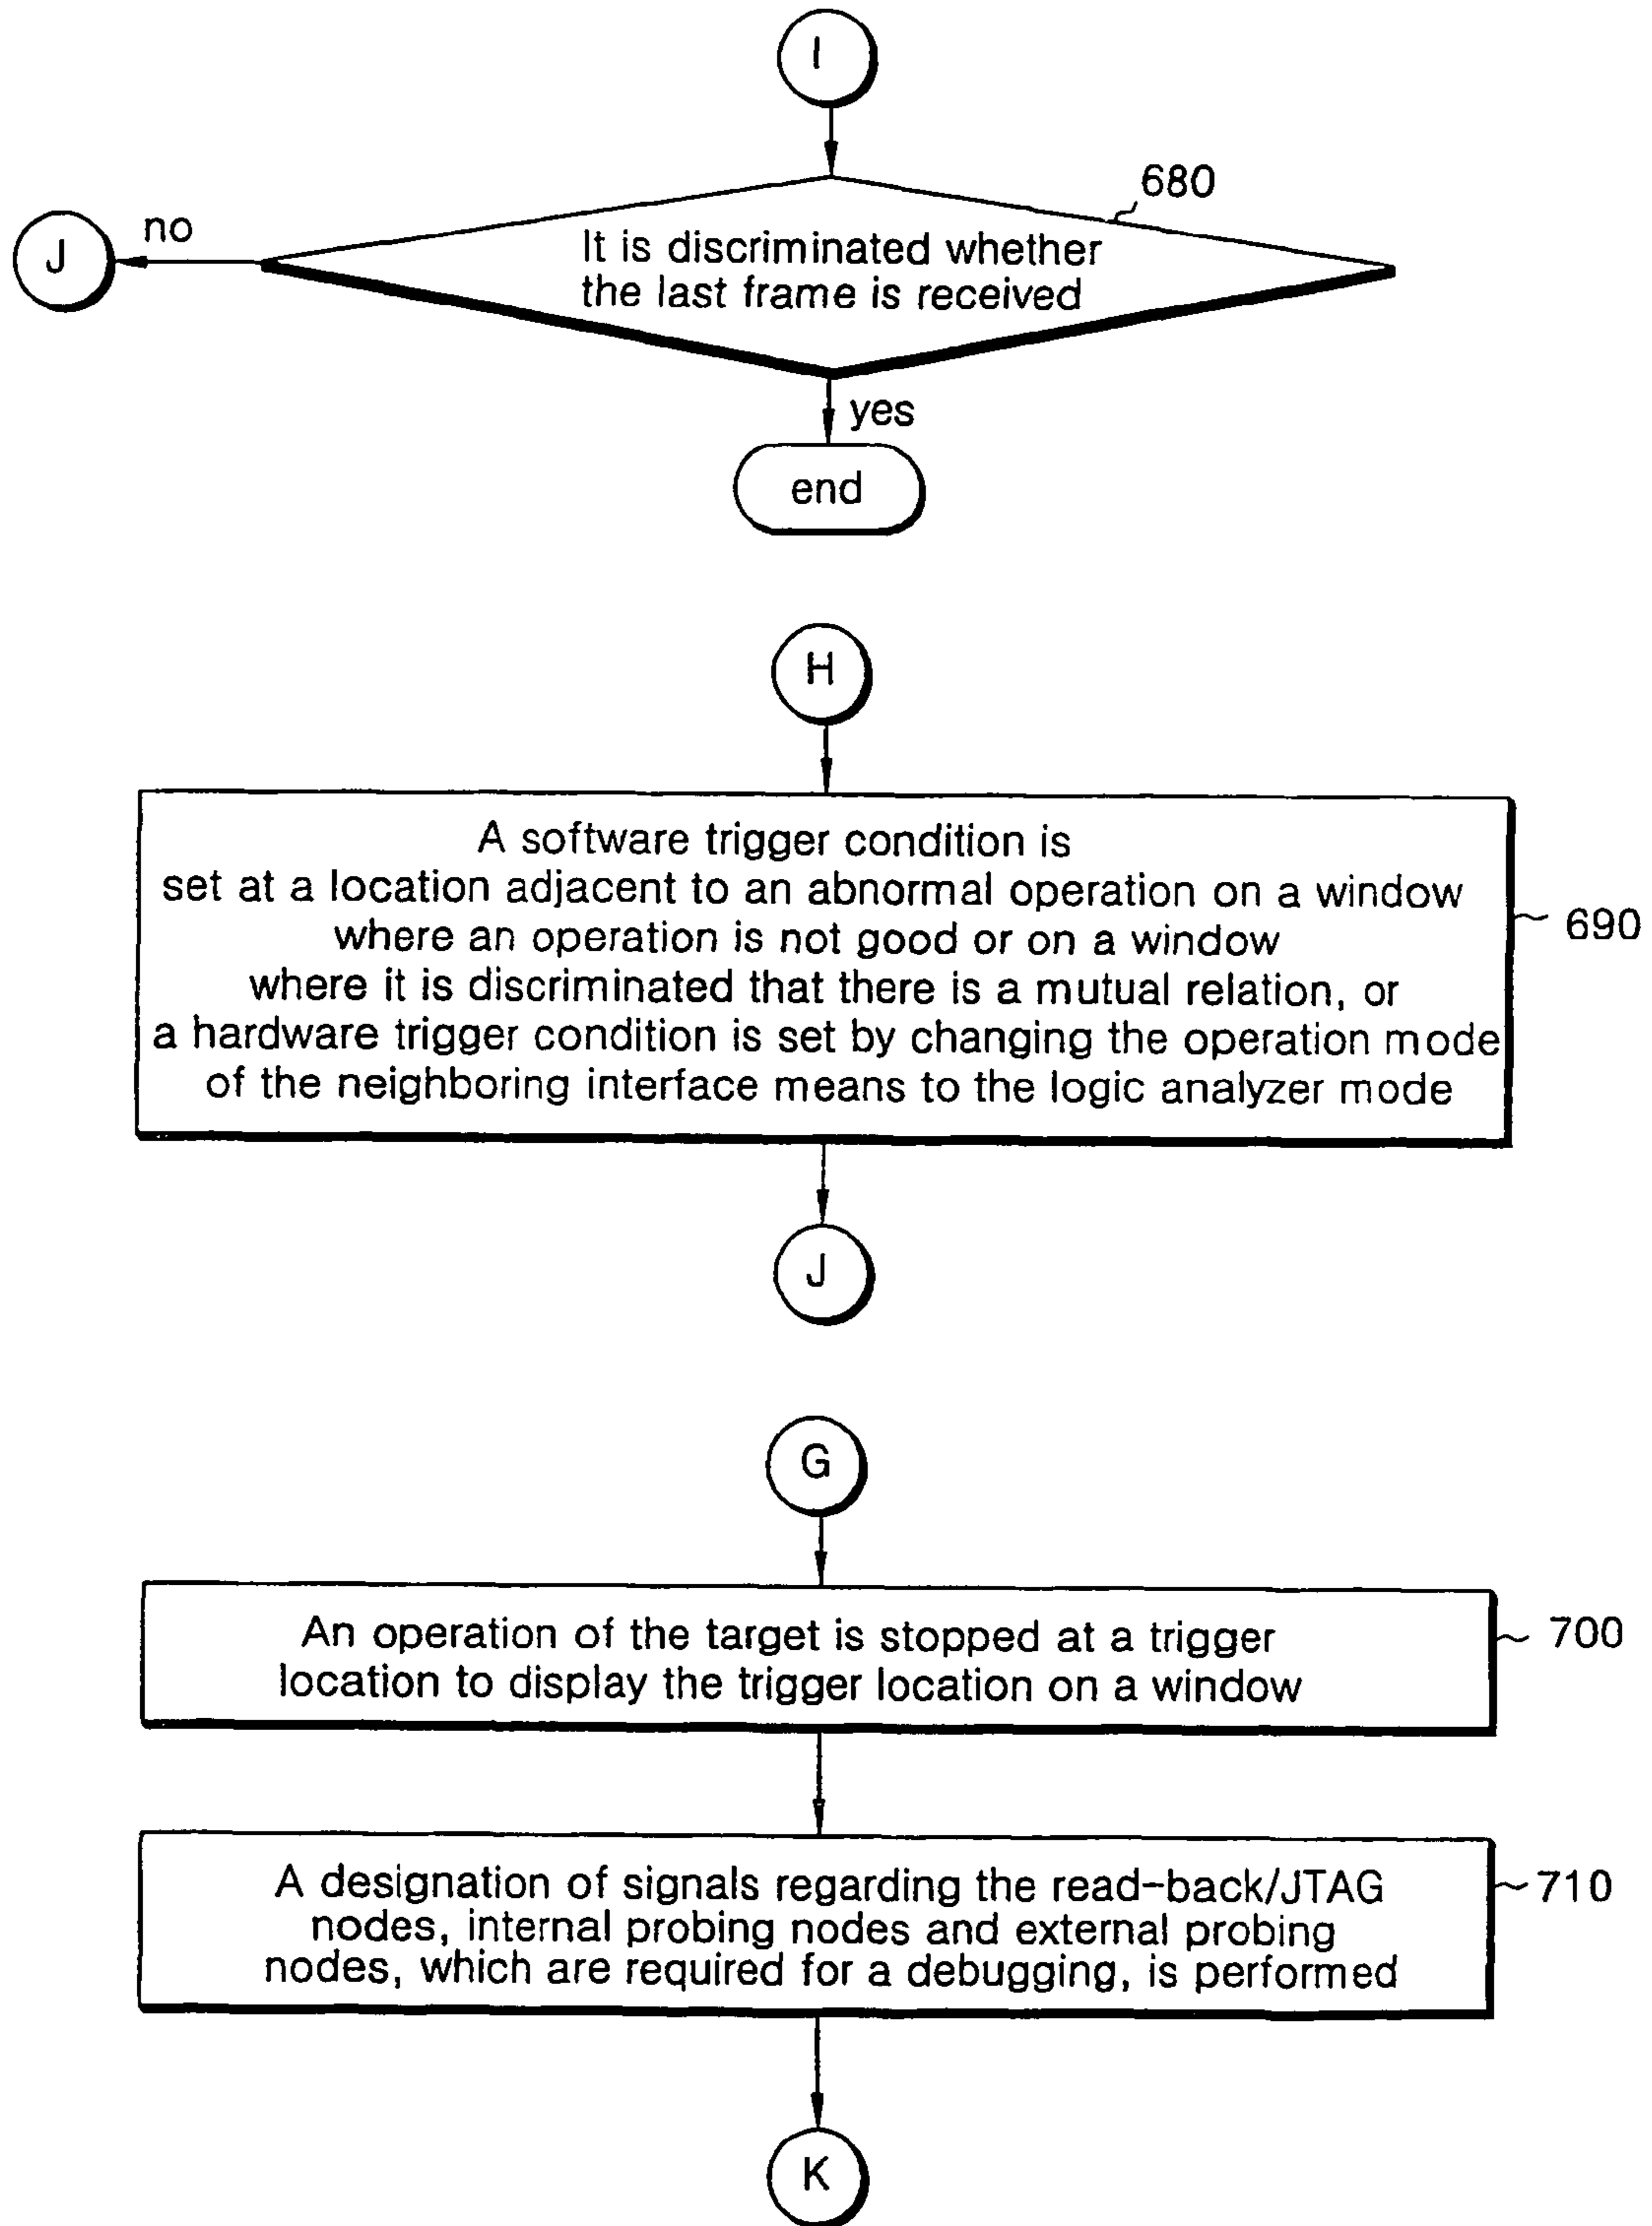 I
680
J
no
It is discriminated whether
the last frame is received
yes
end
H
A software trigger condition is
set at a location adjacent to an abnormal operation on a window
where an operation is not good or on a window
where it is discriminated that there is a mutual relation, or
a hardware trigger condition is set by changing the operation mode
of the neighboring interface means to the logic analyzer mode
690
J
G
An operation of the target is stopped at a trigger
location to display the trigger location on a window
700
A designation of signals regarding the read-back/JTAG
nodes, internal probing nodes and external probing
nodes, which are required for a debugging, is performed
710
K